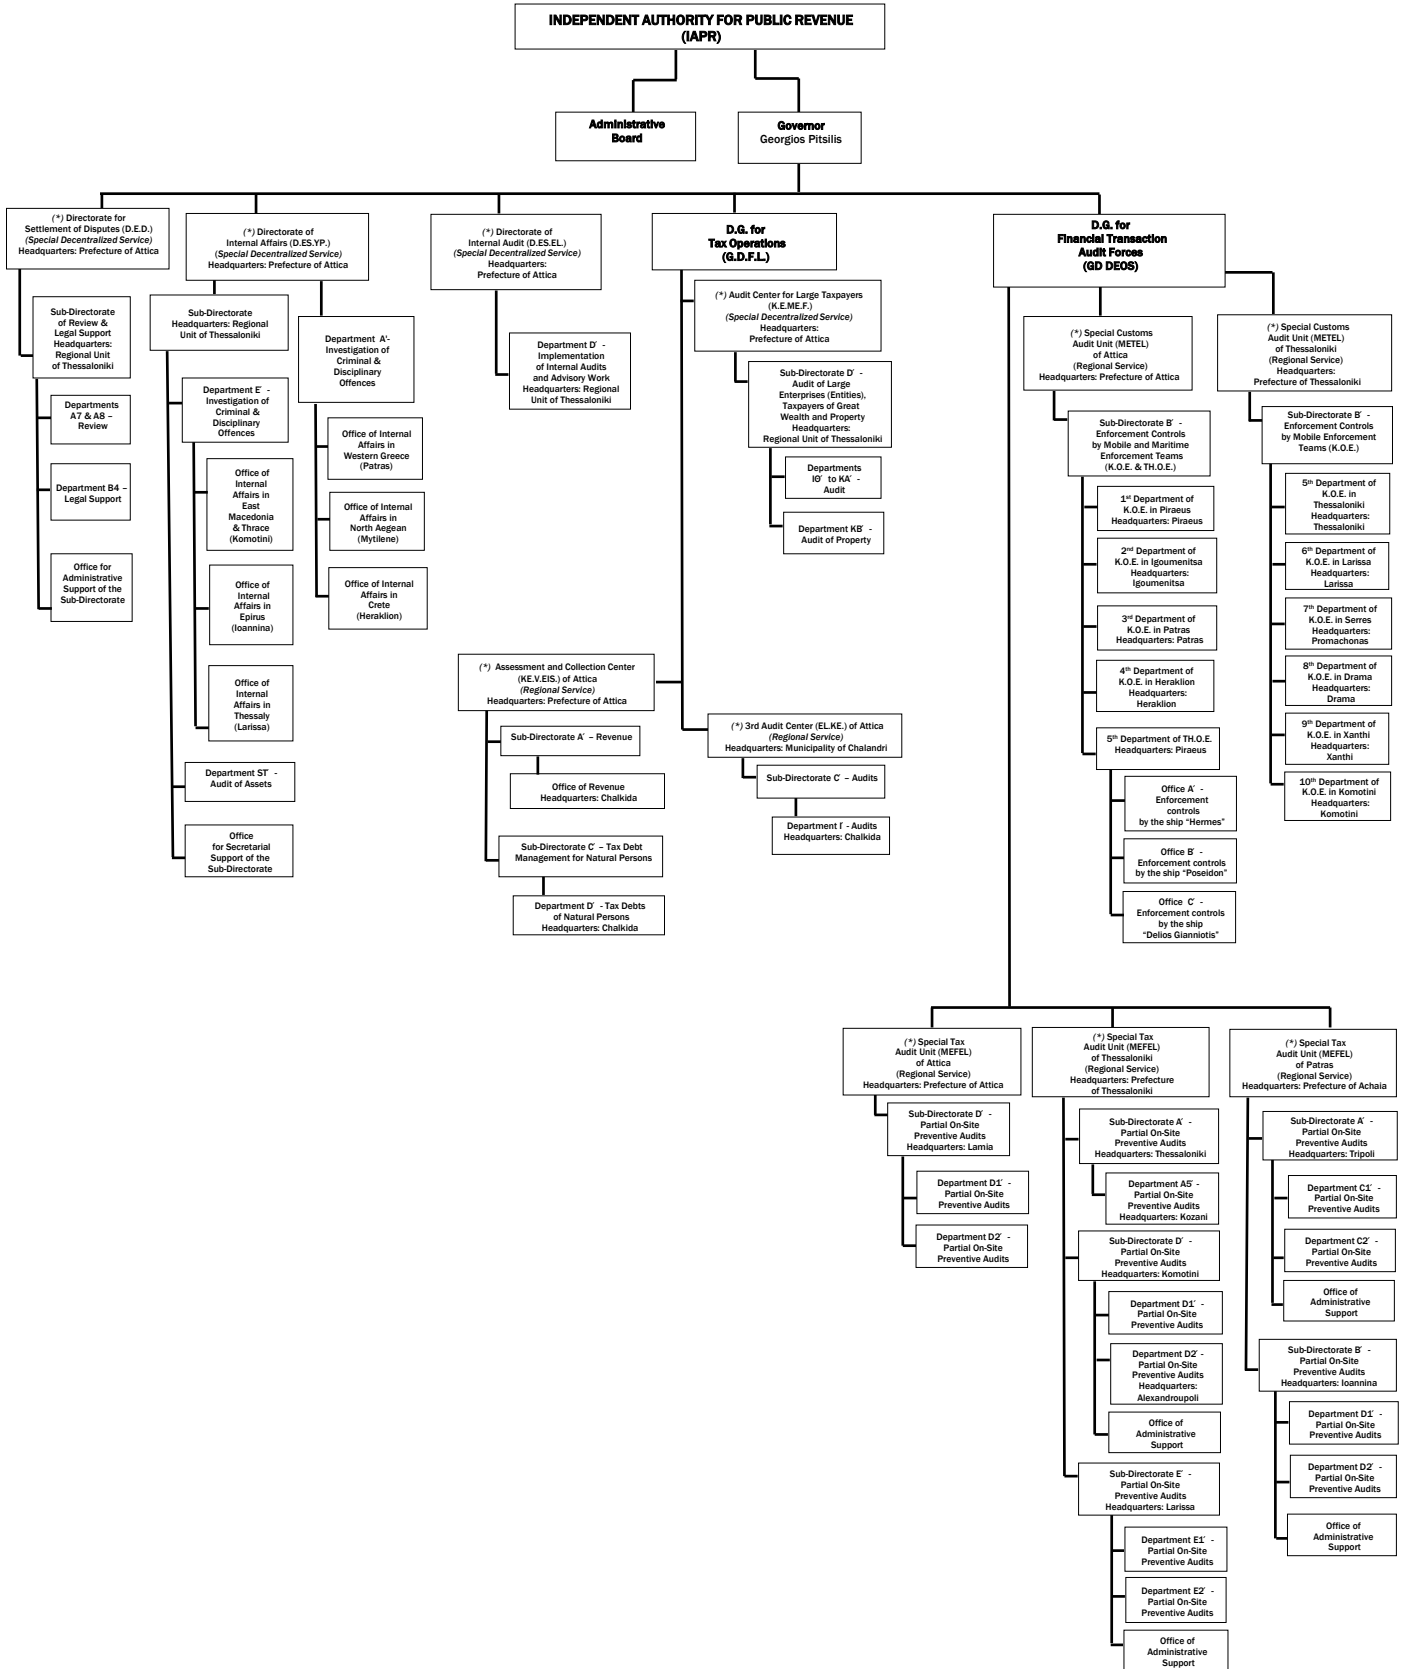 INDEPENDENT AUTHORITY FOR PUBLIC REVENUE
(IAPR)
Administrative
Board
Governor
Georgios Pitsilis
(*) Directorate for
Settlement of Disputes (D.E.D.)
(Special Decentralized Service)
Headquarters: Prefecture of Attica
Sub-Directorate
of Review &
Legal Support
Headquarters:
Regional Unit
of Thessaloniki
Departments
A7 & A8 –
Review
Department B4 –
Legal Support
Office for
Administrative
Support of the
Sub-Directorate
(*) Directorate of
Internal Affairs (D.ES.YP.)
(Special Decentralized Service)
Headquarters: Prefecture of Attica
Sub-Directorate
Headquarters: Regional
Unit of Thessaloniki
Department E΄ -
Investigation of
Criminal &
Disciplinary
Offences
Office of
Internal
Affairs in
East
Macedonia
& Thrace
(Komotini)
Office of
Internal
Affairs in
Epirus
(Ioannina)
Office of
Internal
Affairs in
Thessaly
(Larissa)
Department ST΄ -
Audit of Assets
Office
for Secretarial
Support of the
Sub-Directorate
Department A'-
Investigation of
Criminal &
Disciplinary
Offences
Office of Internal
Affairs in
Western Greece
(Patras)
Office of Internal
Affairs in
North Aegean
(Mytilene)
Office of Internal
Affairs in
Crete
(Heraklion)
(*) Directorate of
Internal Audit (D.ES.EL.)
(Special Decentralized Service)
Headquarters:
Prefecture of Attica
Department D΄ -
Implementation
of Internal Audits
and Advisory Work
Headquarters: Regional
Unit of Thessaloniki
D.G. for
Tax Operations
(G.D.F.L.)
(*) Audit Center for Large Taxpayers
(K.E.ME.F.)
(Special Decentralized Service)
Headquarters:
Prefecture of Attica
Sub-Directorate D΄ -
Audit of Large
Enterprises (Entities),
Taxpayers of Great
Wealth and Property
Headquarters:
Regional Unit of Thessaloniki
Departments
ΙΘ΄ to KA΄ -
Audit
Department KB΄ -
Audit of Property
(*) Assessment and Collection Center
(KE.V.EIS.) of Attica
(Regional Service)
Headquarters: Prefecture of Attica
Sub-Directorate A΄ – Revenue
Office of Revenue
Headquarters: Chalkida
Sub-Directorate C΄ – Tax Debt
Management for Natural Persons
Department D΄ - Tax Debts
of Natural Persons
Headquarters: Chalkida
(*) 3rd Audit Center (EL.KE.) of Attica
(Regional Service)
Headquarters: Municipality of Chalandri
Sub-Directorate C΄ – Audits
Department Γ΄ - Audits
Headquarters: Chalkida
D.G. for
Financial Transaction
Audit Forces
(GD DEOS)
(*) Special Customs
Audit Unit (METEL)
of Attica
(Regional Service)
Headquarters: Prefecture of Attica
Sub-Directorate B΄ -
Enforcement Controls
by Mobile and Maritime
Enforcement Teams
(K.O.E. & TH.O.E.)
1st Department of
K.O.E. in Piraeus
Headquarters: Piraeus
2nd Department of
K.O.E. in Igoumenitsa
Headquarters:
Igoumenitsa
3rd Department of
K.O.E. in Patras
Headquarters: Patras
4th Department of
K.O.E. in Heraklion
Headquarters:
Heraklion
5th Department of TH.O.E.
Headquarters: Piraeus
Office A΄ -
Enforcement
controls
by the ship “Hermes”
Office B΄ -
Enforcement controls
by the ship “Poseidon”
Office C΄ -
Enforcement controls
by the ship
“Delios Gianniotis”
(*) Special Customs
Audit Unit (METEL)
of Thessaloniki
(Regional Service)
Headquarters:
Prefecture of Thessaloniki
Sub-Directorate B΄ -
Enforcement Controls
by Mobile Enforcement
Teams (K.O.E.)
5th Department of
K.O.E. in
Thessaloniki
Headquarters:
Thessaloniki
6th Department of
K.O.E. in Larissa
Headquarters:
Larissa
7th Department of
K.O.E. in Serres
Headquarters:
Promachonas
8th Department of
K.O.E. in Drama
Headquarters:
Drama
9th Department of
K.O.E. in Xanthi
Headquarters:
Xanthi
10th Department of
K.O.E. in Komotini
Headquarters:
Komotini
(*) Special Tax
Audit Unit (MEFEL)
of Attica
(Regional Service)
Headquarters: Prefecture of Attica
Sub-Directorate D΄ -
Partial On-Site
Preventive Audits
Headquarters: Lamia
Department D1΄ -
Partial On-Site
Preventive Audits
Department D2΄ -
Partial On-Site
Preventive Audits
(*) Special Tax
Audit Unit (MEFEL)
of Thessaloniki
(Regional Service)
Headquarters: Prefecture
of Thessaloniki
Sub-Directorate A΄ -
Partial On-Site
Preventive Audits
Headquarters: Thessaloniki
Department A5΄ -
Partial On-Site
Preventive Audits
Headquarters: Kozani
Sub-Directorate D΄ -
Partial On-Site
Preventive Audits
Headquarters: Komotini
Department D1΄ -
Partial On-Site
Preventive Audits
Department D2΄ -
Partial On-Site
Preventive Audits
Headquarters:
Alexandroupoli
Office of
Administrative
Support
Sub-Directorate E΄ -
Partial On-Site
Preventive Audits
Headquarters: Larissa
Department E1΄ -
Partial On-Site
Preventive Audits
Department E2΄ -
Partial On-Site
Preventive Audits
Office of
Administrative
Support
(*) Special Tax
Audit Unit (MEFEL)
of Patras
(Regional Service)
Headquarters: Prefecture of Achaia
Sub-Directorate A΄ -
Partial On-Site
Preventive Audits
Headquarters: Tripoli
Department C1΄ -
Partial On-Site
Preventive Audits
Department C2΄ -
Partial On-Site
Preventive Audits
Office of
Administrative
Support
Sub-Directorate B΄ -
Partial On-Site
Preventive Audits
Headquarters: Ioannina
Department D1΄ -
Partial On-Site
Preventive Audits
Department D2΄ -
Partial On-Site
Preventive Audits
Office of
Administrative
Support